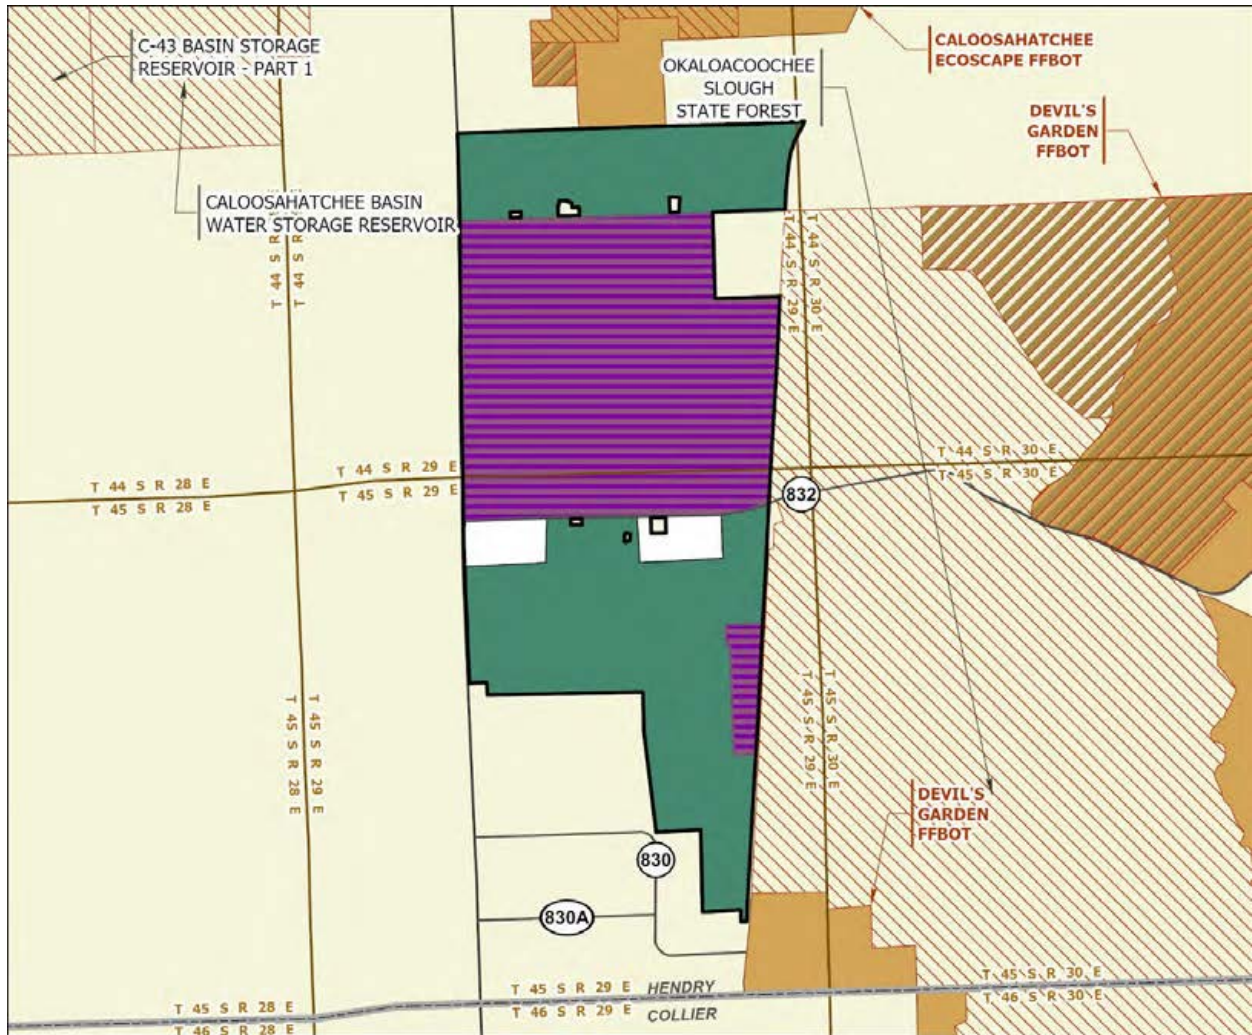 C-43 BASIN STORAGE
RESERVOIR - PART 1
CALOOSAHATCHEE
ECOSCAPE FFBOT
OKALOACOOCHEE
SLOUGH
STATE FOREST
DEVIL'S
GARDEN
FFBOT
CALOOSAHATCHEE BASIN
WATER STORAGE RESERVOIR
T 44 S R
T 44 S R
T 44 S R 29 E
T 44 S R 30 E
T 44 S R 28 E
T 45 S R 28 E
T 44 S R 29 E
T 45 S R 29 E
T 44 S R 30 E
T 45 S R 30 E
832
T 45 S R 28 E
T 45 S R 29 E
T 45 S R 29 E
T 45 S R 30 E
DEVIL'S
GARDEN
FFBOT
830
830A
T 45 S R 29 E HENDRY
T 46 S R 29 E COLLIER
T 45 S R 30 E
T 46 S R 30 E
T 45 S R 28 E
T 46 S R 28 E